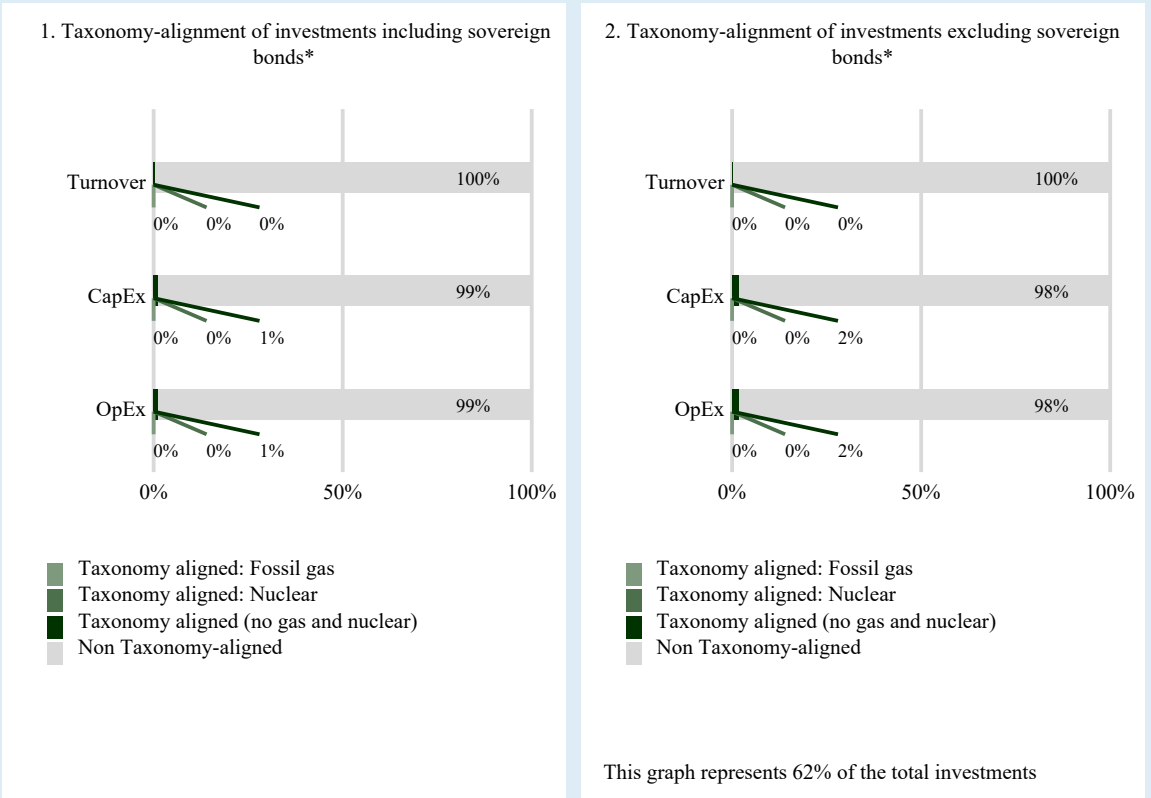 1. Taxonomy-alignment of investments including sovereign
bonds*
Turnover
100%
0% 0% 0%
CapEx
99%
0% 0% 1%
OpEx
99%
0% 0% 1%
0% 50% 100%
Taxonomy aligned: Fossil gas
Taxonomy aligned: Nuclear
Taxonomy aligned (no gas and nuclear)
Non Taxonomy-aligned
2. Taxonomy-alignment of investments excluding sovereign
bonds*
Turnover
100%
0% 0% 0%
CapEx
98%
0% 0% 2%
OpEx
98%
0% 0% 2%
0% 50% 100%
Taxonomy aligned: Fossil gas
Taxonomy aligned: Nuclear
Taxonomy aligned (no gas and nuclear)
Non Taxonomy-aligned
This graph represents 62% of the total investments